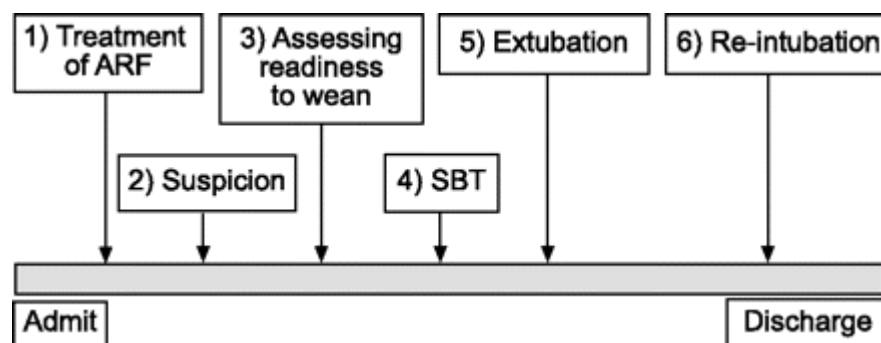 1) Treatment
of ARF
2) Suspicion
3) Assessing
readiness
to wean
4) SBT
5) Extubation
6) Re-intubation
Admit
Discharge